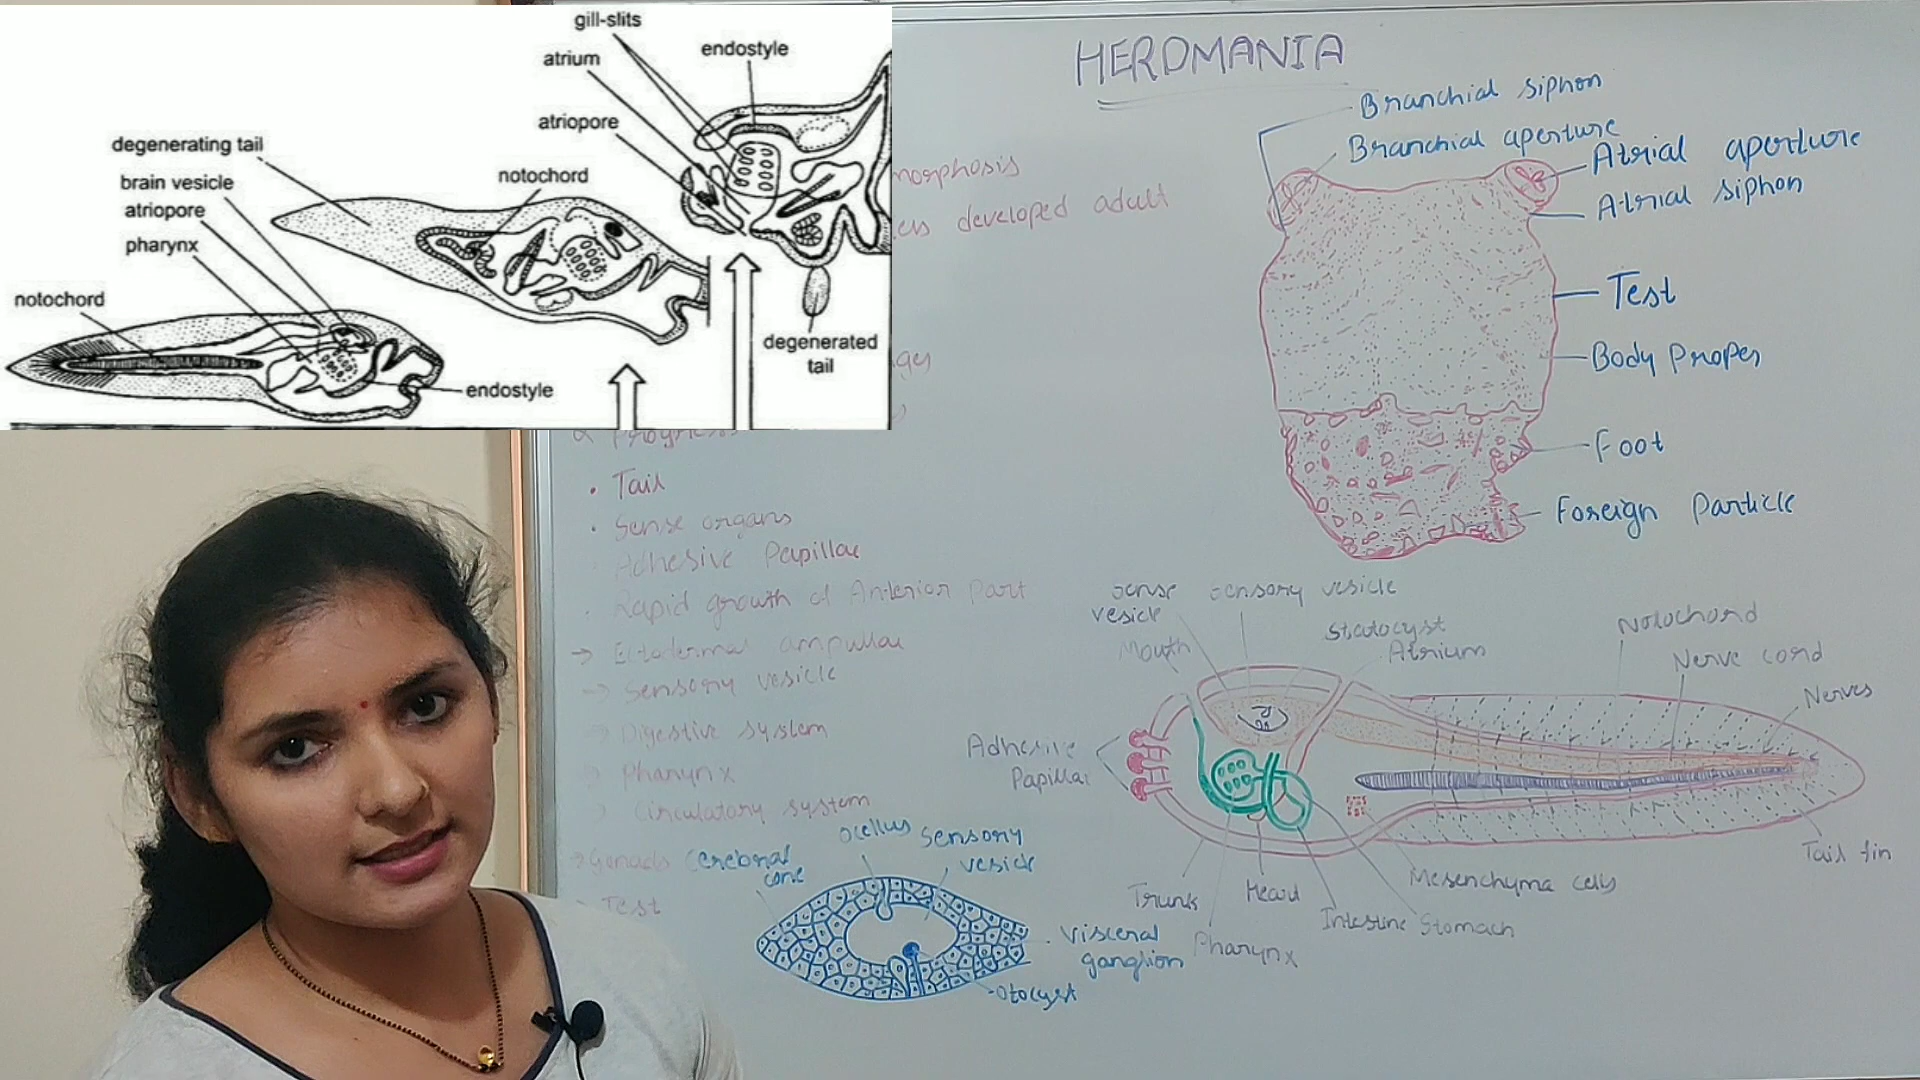 gill-slits
endostyle
atrium
atriopore
degenerating tail
notochord
brain vesicle
atriopore
pharynx
notochord
endostyle
degenerated
tail
HERDMANIA
Branchial siphon
Branchial aperture
Atrial aperture
Atrial siphon
Test
Body Proper
Foot
Foreign Particle
morphosis
developed adult
Tail
Sense organs
Adhesive Papillae
Rapid growth of Anterior part
→ Ectodermal ampullae
→ Sensory vesicle
Digestive system
Pharynx
Circulatory system
Gonads
Test
Cerebral
cone
Ocellus
Sensory
vesicle
Visceral
ganglion
Otocyst
Sense
vesicle
Sensory vesicle
Mouth
Statocyst
Atrium
Notochord
Nerve cord
Nerves
Adhesive
Papillae
Trunk
Heart
Pharynx
Intestine
Stomach
Mesenchyma cells
Tail fin